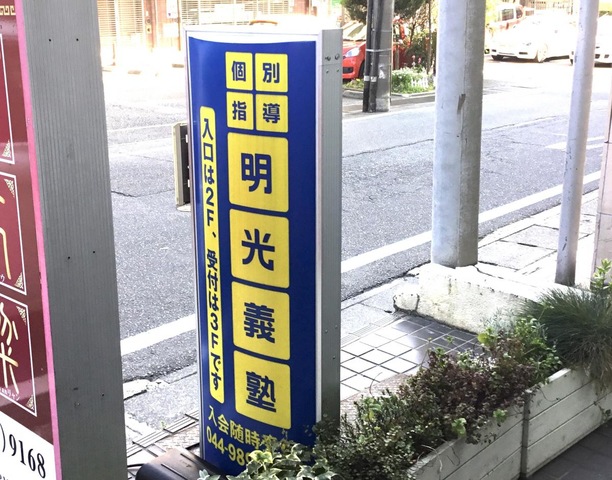 個別
指導
明光義塾
入口は2F、受付は3Fです
入会随時
044-98
)9168